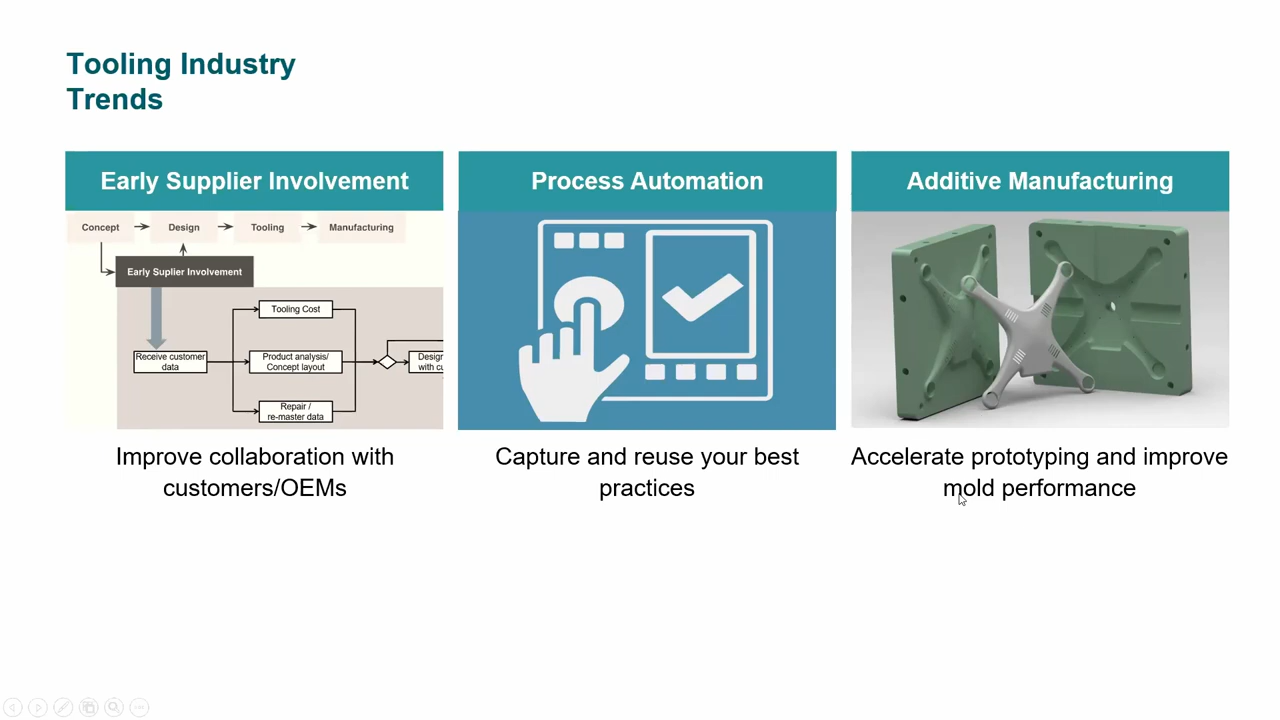 Tooling Industry
Trends
Early Supplier Involvement
Concept
Design
Tooling
Manufacturing
Early Suplier Involvement
Tooling Cost
Receive customer
data
Product analysis/
Concept layout
Design
Repair /
re-master data
Improve collaboration with
customers/OEMs
Process Automation
Capture and reuse your best
practices
Additive Manufacturing
Accelerate prototyping and improve
mold performance